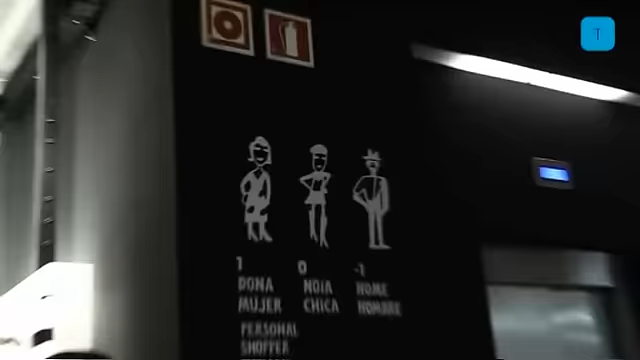 T
1
DONA
MUJER
PERSONAL
SHOPPER
0
NOIA
CHICA
-1
HOME
HOMBRE